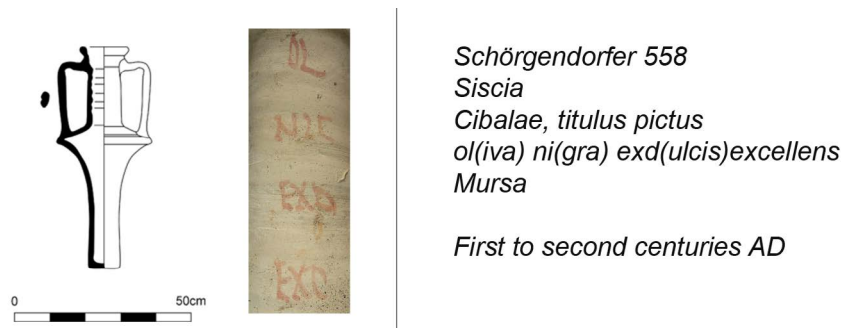 OL
NIG
EXD
EXC
0 50cm
Schörgendorfer 558
Siscia
Cibalae, titulus pictus
ol(iva) ni(gra) exd(ulcis)excellens
Mursa
First to second centuries AD